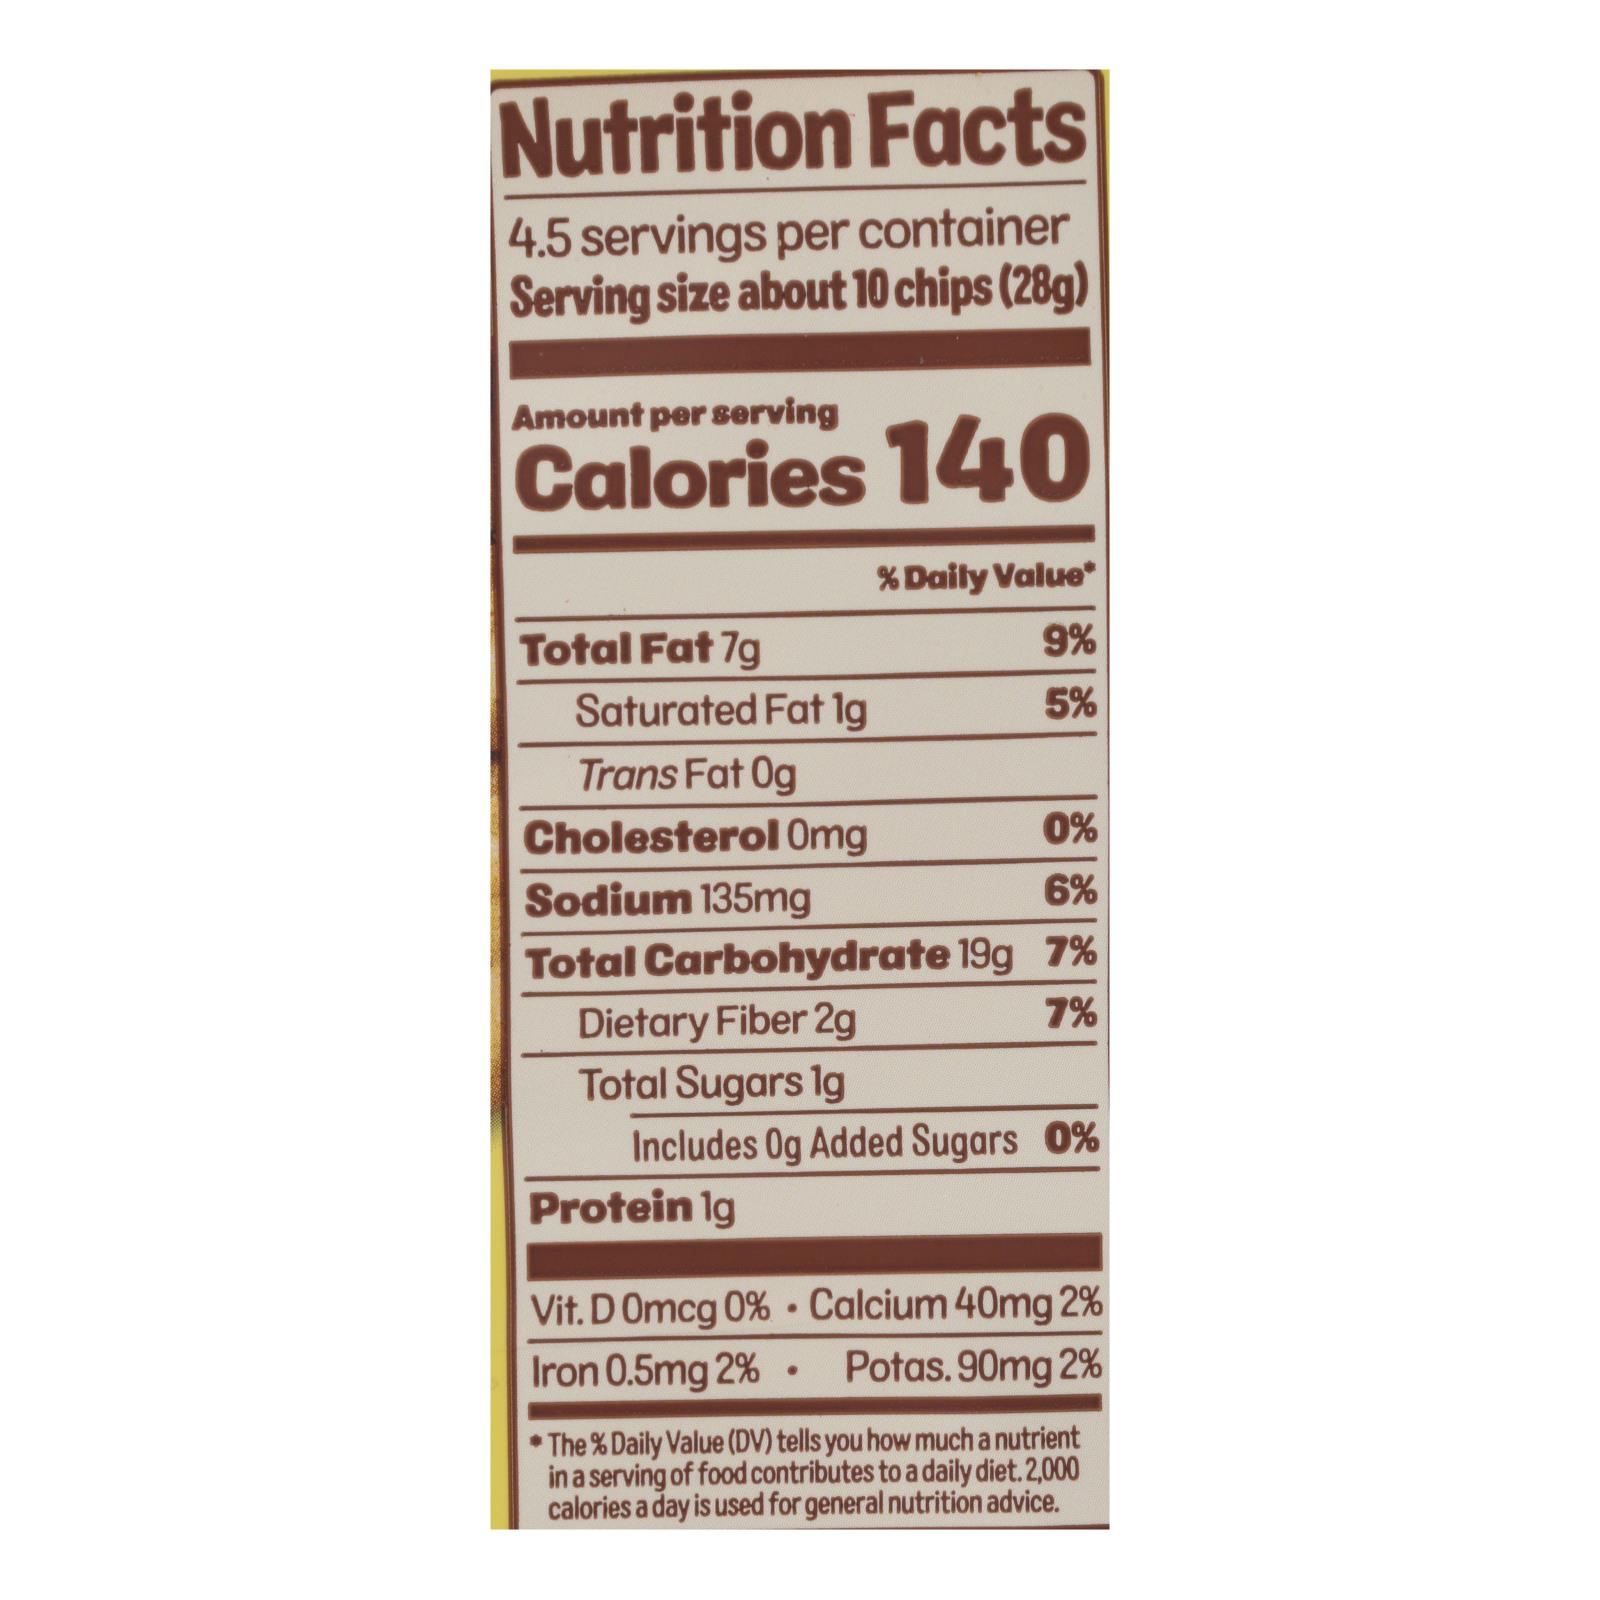 Nutrition Facts
4.5 servings per container
Serving size about 10 chips (28g)
Amount per serving
Calories 140
% Daily Value*
Total Fat 7g 9%
Saturated Fat 1g 5%
Trans Fat 0g
Cholesterol 0mg 0%
Sodium 135mg 6%
Total Carbohydrate 19g 7%
Dietary Fiber 2g 7%
Total Sugars 1g
Includes 0g Added Sugars 0%
Protein 1g
Vit. D 0mcg 0% • Calcium 40mg 2%
Iron 0.5mg 2% • Potas. 90mg 2%
* The % Daily Value (DV) tells you how much a nutrient
in a serving of food contributes to a daily diet. 2,000
calories a day is used for general nutrition advice.